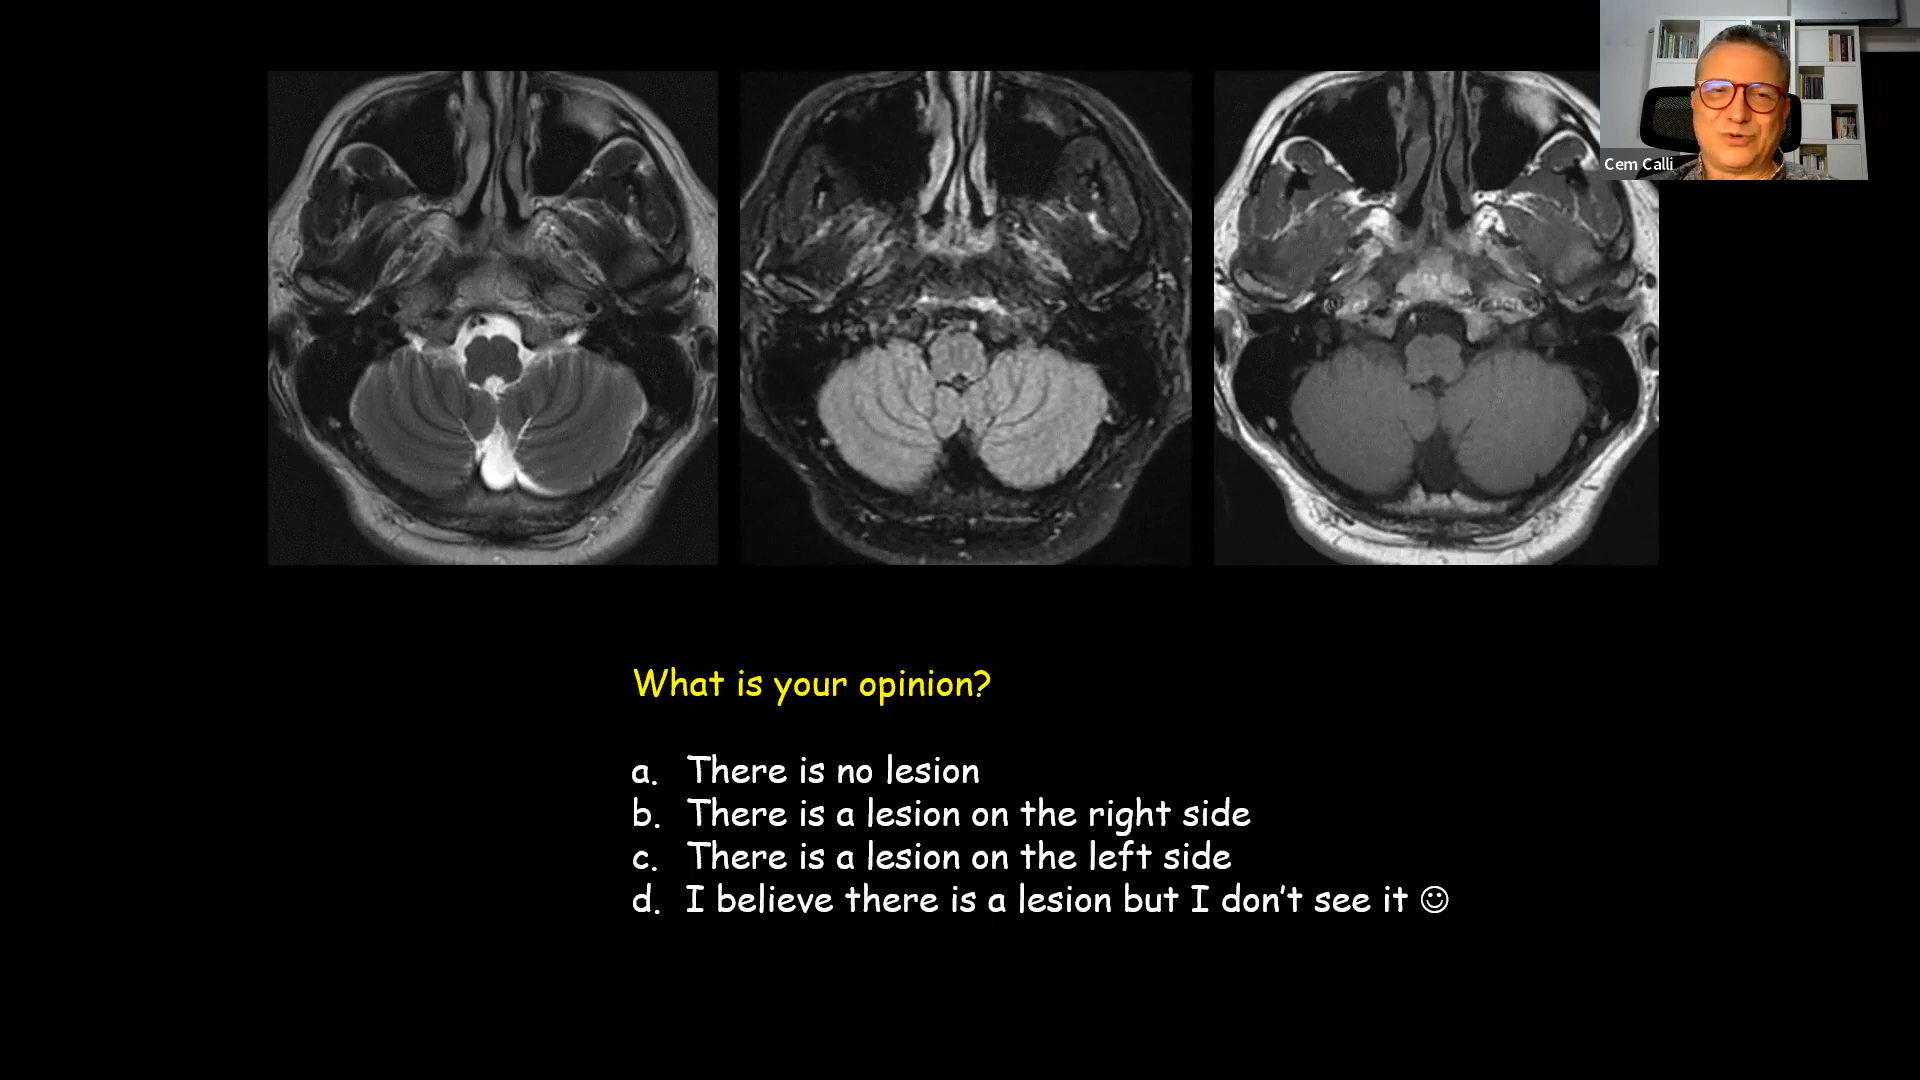 Cem Calli
What is your opinion?
a. There is no lesion
b. There is a lesion on the right side
c. There is a lesion on the left side
d. I believe there is a lesion but I don't see it ☺